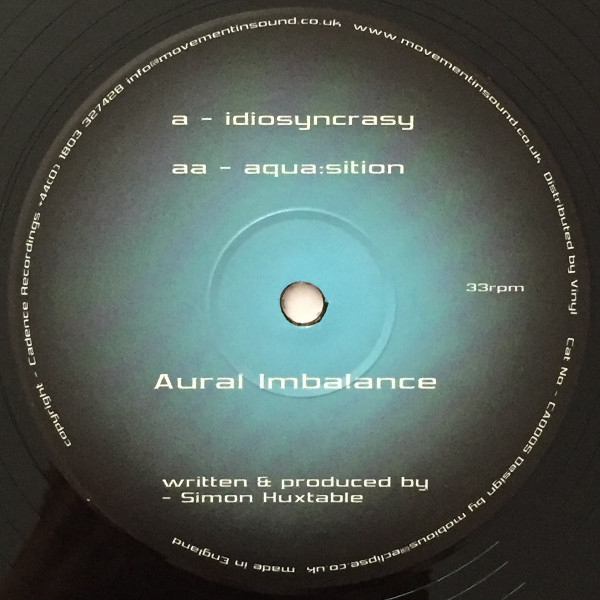 a - idiosyncrasy
aa - aqua:sition
33rpm
Aural Imbalance
written & produced by
- Simon Huxtable
copyright - Cadence Recordings +44(0) 1803 327428 info@movementinsound.co.uk www.movementinsound.co.uk Distributed by Vinyl Cat No - CAD005 Design by mobious@eclipse.co.uk made in England